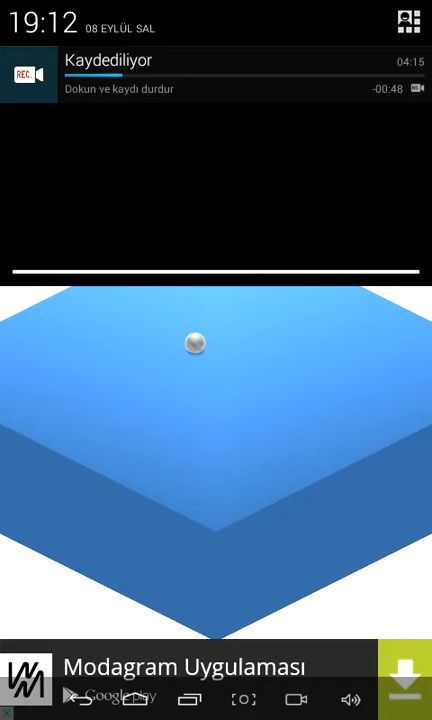 19:12 08 EYLÜL SAL
REC.
Kaydediliyor
04:15
Dokun ve kaydı durdur
-00:48
Modagram Uygulaması
Google play